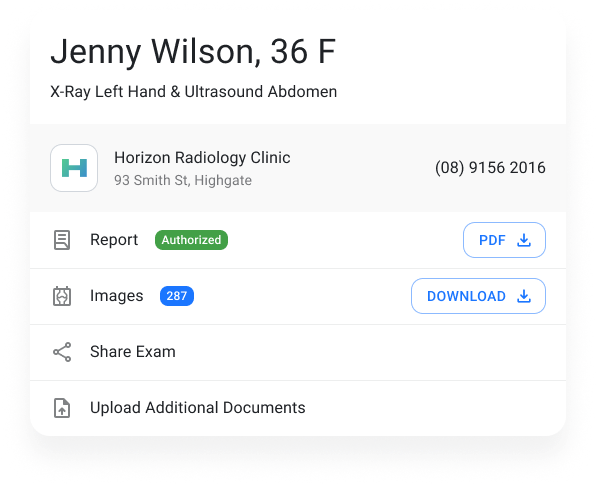 Jenny Wilson, 36 F
X-Ray Left Hand & Ultrasound Abdomen
H
Horizon Radiology Clinic
93 Smith St, Highgate
(08) 9156 2016
Report Authorized PDF
Images 287 DOWNLOAD
Share Exam
Upload Additional Documents